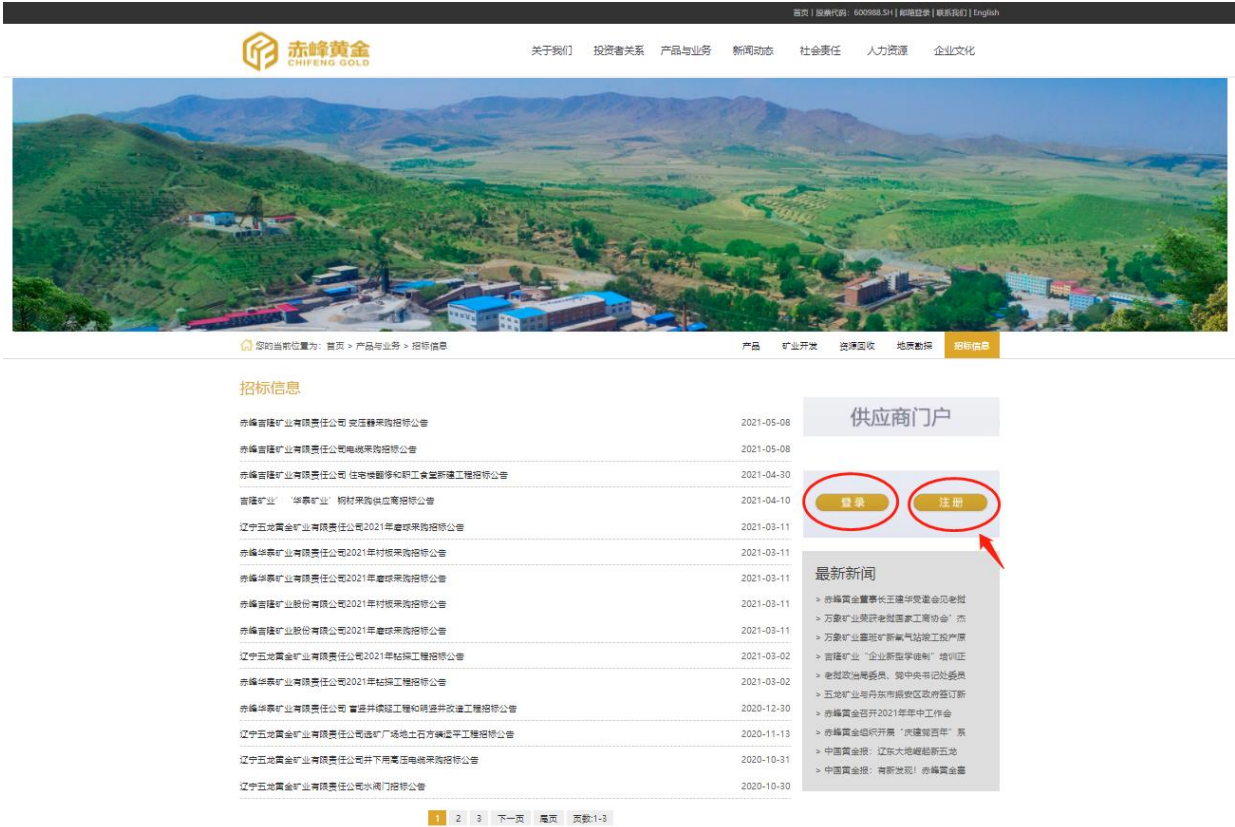 首页 | 股票代码：600988.SH | 邮箱登录 | 联系我们 | English
赤峰黄金
CHIFENG GOLD
关于我们 投资者关系 产品与业务 新闻动态 社会责任 人力资源 企业文化
您的当前位置为：首页 > 产品与业务 > 招标信息
产品 矿业开发 资源回收 地质勘探 招标信息
招标信息
赤峰吉隆矿业有限责任公司 变压器采购招标公告 2021-05-08
赤峰吉隆矿业有限责任公司电缆采购招标公告 2021-05-08
赤峰吉隆矿业有限责任公司 住宅楼翻修和职工食堂新建工程招标公告 2021-04-30
吉隆矿业' '华泰矿业' 钢材采购供应商招标公告 2021-04-10
辽宁五龙黄金矿业有限责任公司2021年磨球采购招标公告 2021-03-11
赤峰华泰矿业有限责任公司2021年衬板采购招标公告 2021-03-11
赤峰华泰矿业有限责任公司2021年磨球采购招标公告 2021-03-11
赤峰吉隆矿业股份有限公司2021年衬板采购招标公告 2021-03-11
赤峰吉隆矿业股份有限公司2021年磨球采购招标公告 2021-03-11
辽宁五龙黄金矿业有限责任公司2021年钻探工程招标公告 2021-03-02
赤峰华泰矿业有限责任公司2021年钻探工程招标公告 2021-03-02
赤峰华泰矿业有限责任公司 盲竖井续延工程和明竖井改造工程招标公告 2020-12-30
辽宁五龙黄金矿业有限责任公司选矿厂场地土石方装运平工程招标公告 2020-11-13
辽宁五龙黄金矿业有限责任公司井下用高压电缆采购招标公告 2020-10-31
辽宁五龙黄金矿业有限责任公司水阀门招标公告 2020-10-30
1 2 3 下一页 尾页 页数:1-3
供应商门户
登录 注册
最新新闻
> 赤峰黄金董事长王建华受邀会见老挝
> 万象矿业荣获老挝国家工商协会"杰
> 万象矿业塞班矿新氧气站竣工投产原
> 吉隆矿业"企业新型学徒制"培训正
> 老挝政治局委员、党中央书记处委员
> 五龙矿业与丹东市振安区政府签订新
> 赤峰黄金召开2021年年中工作会
> 赤峰黄金组织开展"庆建党百年"系
> 中国黄金报：辽东大地崛起新五龙
> 中国黄金报：有新发现！赤峰黄金塞